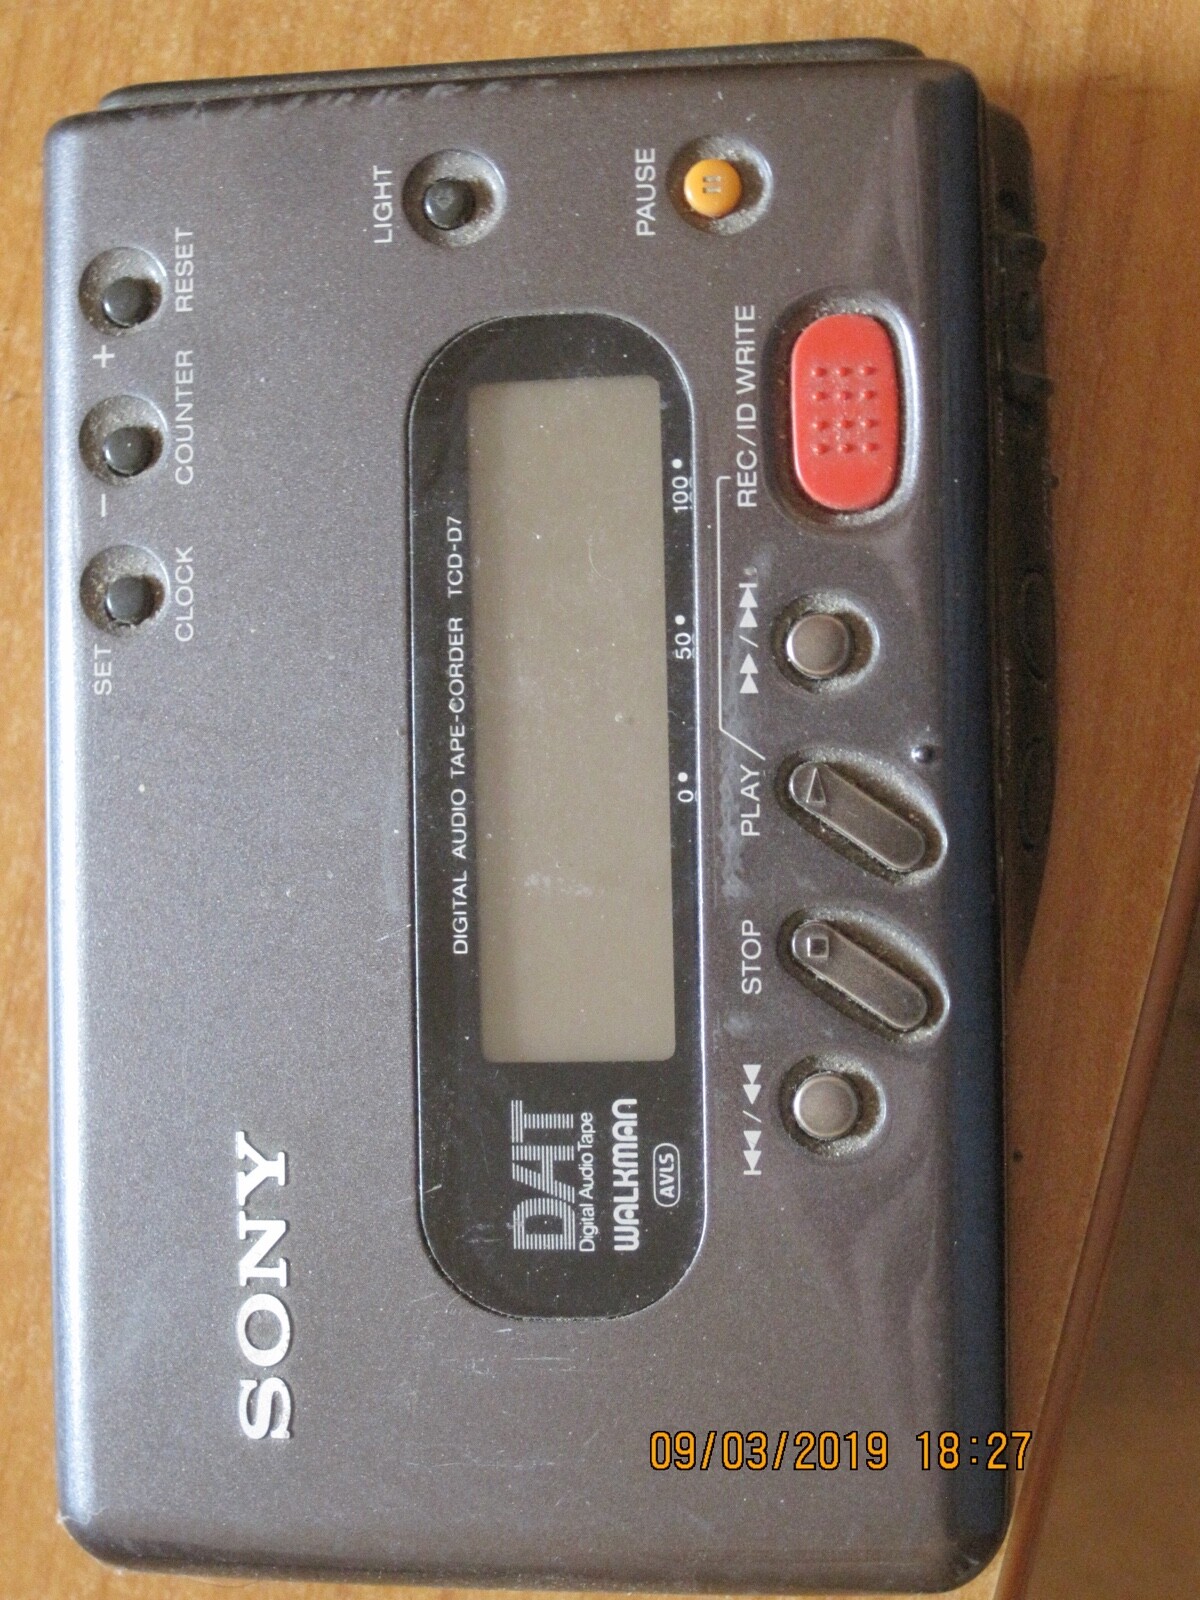 SONY
SET
−
+
CLOCK
COUNTER
RESET
LIGHT
DIGITAL AUDIO TAPE-CORDER TCD-D7
DAT
Digital Audio Tape
WALKMAN
AVLS
0
50
100
PAUSE
STOP
PLAY
REC/ID WRITE
09/03/2019 18:27